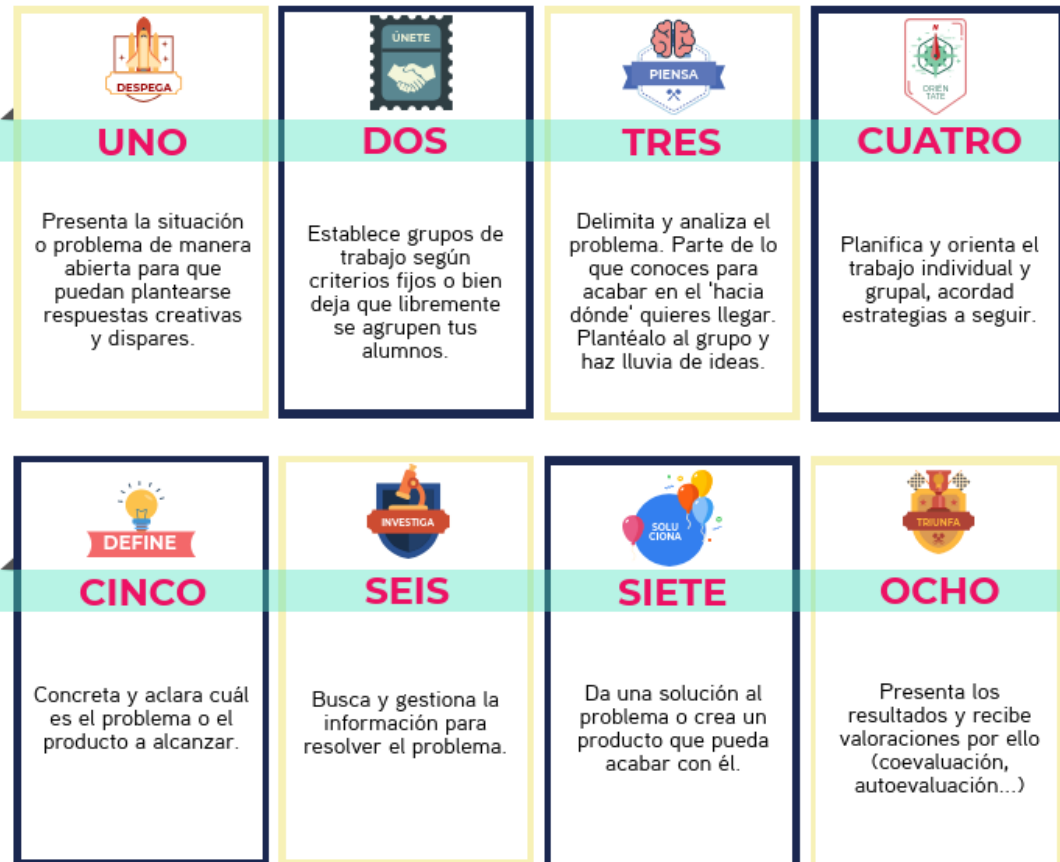 DESPEGA
UNO
Presenta la situación
o problema de manera
abierta para que
puedan plantearse
respuestas creativas
y dispares.
ÚNETE
DOS
Establece grupos de
trabajo según
criterios fijos o bien
deja que libremente
se agrupen tus
alumnos.
PIENSA
TRES
Delimita y analiza el
problema. Parte de lo
que conoces para
acabar en el 'hacia
dónde' quieres llegar.
Plantéalo al grupo y
haz lluvia de ideas.
N
ORIÉN
TATE
CUATRO
Planifica y orienta el
trabajo individual y
grupal, acordad
estrategias a seguir.
DEFINE
CINCO
Concreta y aclara cuál
es el problema o el
producto a alcanzar.
INVESTIGA
SEIS
Busca y gestiona la
información para
resolver el problema.
SOLU
CIONA
SIETE
Da una solución al
problema o crea un
producto que pueda
acabar con él.
TRIUNFA
OCHO
Presenta los
resultados y recibe
valoraciones por ello
(coevaluación,
autoevaluación...)